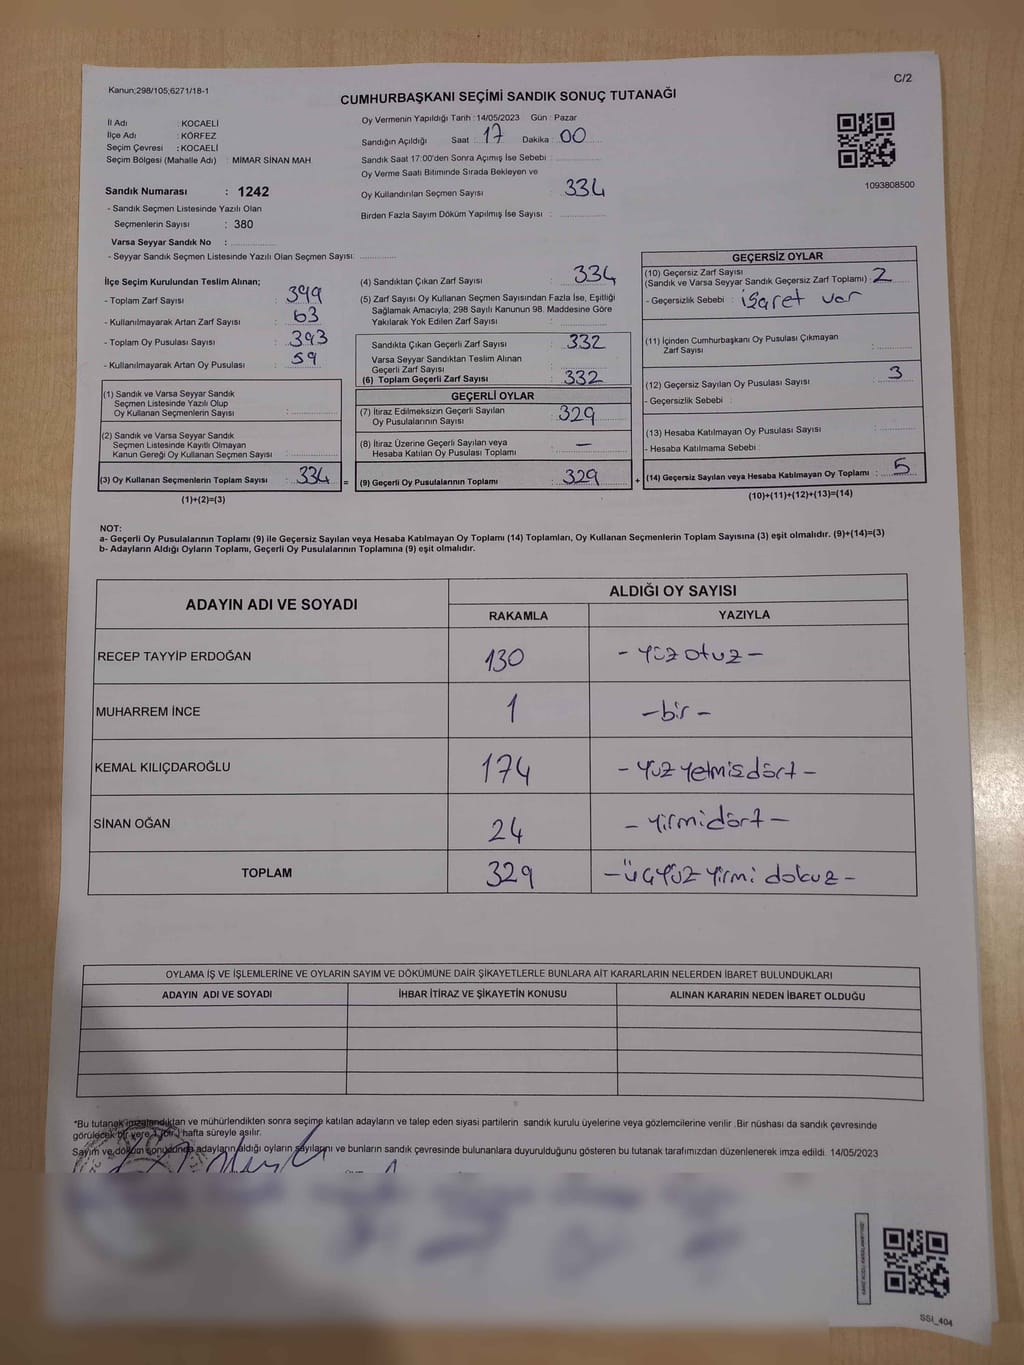 Kanun;298/105;6271/18-1
C/2
CUMHURBAŞKANI SEÇİMİ SANDIK SONUÇ TUTANAĞI
İl Adı : KOCAELİ
İlçe Adı : KÖRFEZ
Seçim Çevresi : KOCAELİ
Seçim Bölgesi (Mahalle Adı) : MİMAR SİNAN MAH
Sandık Numarası : 1242
- Sandık Seçmen Listesinde Yazılı Olan
Seçmenlerin Sayısı : 380
Varsa Seyyar Sandık No :
- Seyyar Sandık Seçmen Listesinde Yazılı Olan Seçmen Sayısı:
Oy Vermenin Yapıldığı Tarih : 14/05/2023 Gün : Pazar
Sandığın Açıldığı Saat : 17 Dakika : 00
Sandık Saat 17:00'den Sonra Açımış İse Sebebi :
Oy Verme Saati Bitiminde Sırada Bekleyen ve
Oy Kullandırılan Seçmen Sayısı : 334
Birden Fazla Sayım Döküm Yapılmış İse Sayısı :
1093808500
İlçe Seçim Kurulundan Teslim Alınan;
- Toplam Zarf Sayısı : 399
- Kullanılmayarak Artan Zarf Sayısı : 63
- Toplam Oy Pusulası Sayısı : 393
- Kullanılmayarak Artan Oy Pusulası : 59
(1) Sandık ve Varsa Seyyar Sandık
Seçmen Listesinde Yazılı Olup
Oy Kullanan Seçmenlerin Sayısı :
(2) Sandık ve Varsa Seyyar Sandık
Seçmen Listesinde Kayıtlı Olmayan
Kanun Gereği Oy Kullanan Seçmen Sayısı :
(3) Oy Kullanan Seçmenlerin Toplam Sayısı : 334 =
(1)+(2)=(3)
(4) Sandıktan Çıkan Zarf Sayısı : 334
(5) Zarf Sayısı Oy Kullanan Seçmen Sayısından Fazla İse, Eşitliği
Sağlamak Amacıyla; 298 Sayılı Kanunun 98. Maddesine Göre
Yakılarak Yok Edilen Zarf Sayısı :
Sandıkta Çıkan Geçerli Zarf Sayısı : 332
Varsa Seyyar Sandıktan Teslim Alınan
Geçerli Zarf Sayısı :
(6) Toplam Geçerli Zarf Sayısı : 332
GEÇERLİ OYLAR
(7) İtiraz Edilmeksizin Geçerli Sayılan
Oy Pusulalarının Sayısı : 329
(8) İtiraz Üzerine Geçerli Sayılan veya
Hesaba Katılan Oy Pusulası Toplamı : —
(9) Geçerli Oy Pusulalarının Toplamı : 329 +
GEÇERSİZ OYLAR
(10) Geçersiz Zarf Sayısı
(Sandık ve Varsa Seyyar Sandık Geçersiz Zarf Toplamı) : 2
- Geçersizlik Sebebi : işaret var
(11) İçinden Cumhurbaşkanı Oy Pusulası Çıkmayan
Zarf Sayısı :
(12) Geçersiz Sayılan Oy Pusulası Sayısı : 3
- Geçersizlik Sebebi :
(13) Hesaba Katılmayan Oy Pusulası Sayısı :
- Hesaba Katılmama Sebebi :
(14) Geçersiz Sayılan veya Hesaba Katılmayan Oy Toplamı : 5
(10)+(11)+(12)+(13)=(14)
NOT:
a- Geçerli Oy Pusulalarının Toplamı (9) ile Geçersiz Sayılan veya Hesaba Katılmayan Oy Toplamı (14) Toplamları, Oy Kullanan Seçmenlerin Toplam Sayısına (3) eşit olmalıdır. (9)+(14)=(3)
b- Adayların Aldığı Oyların Toplamı, Geçerli Oy Pusulalarının Toplamına (9) eşit olmalıdır.
ADAYIN ADI VE SOYADI ALDIĞI OY SAYISI
RAKAMLA YAZIYLA
RECEP TAYYİP ERDOĞAN 130 - Yüzotuz -
MUHARREM İNCE 1 - bir -
KEMAL KILIÇDAROĞLU 174 - Yüz Yetmişdört -
SİNAN OĞAN 24 - Yirmidört -
TOPLAM 329 - üçYüz Yirmi dokuz -
OYLAMA İŞ VE İŞLEMLERİNE VE OYLARIN SAYIM VE DÖKÜMÜNE DAİR ŞİKAYETLERLE BUNLARA AİT KARARLARIN NELERDEN İBARET BULUNDUKLARI
ADAYIN ADI VE SOYADI İHBAR İTİRAZ VE ŞİKAYETİN KONUSU ALINAN KARARIN NEDEN İBARET OLDUĞU
*Bu tutanak imzalandıktan ve mühürlendikten sonra seçime katılan adayların ve talep eden siyasi partilerin sandık kurulu üyelerine veya gözlemcilerine verilir .Bir nüshası da sandık çevresinde
görülecek bir yere 1 (bir) hafta süreyle asılır.
Sayım ve döküm sonucunda adayların aldığı oyların sayılarını ve bunların sandık çevresinde bulunanlara duyurulduğunu gösteren bu tutanak tarafımızdan düzenlenerek imza edildi. 14/05/2023
SSI_404